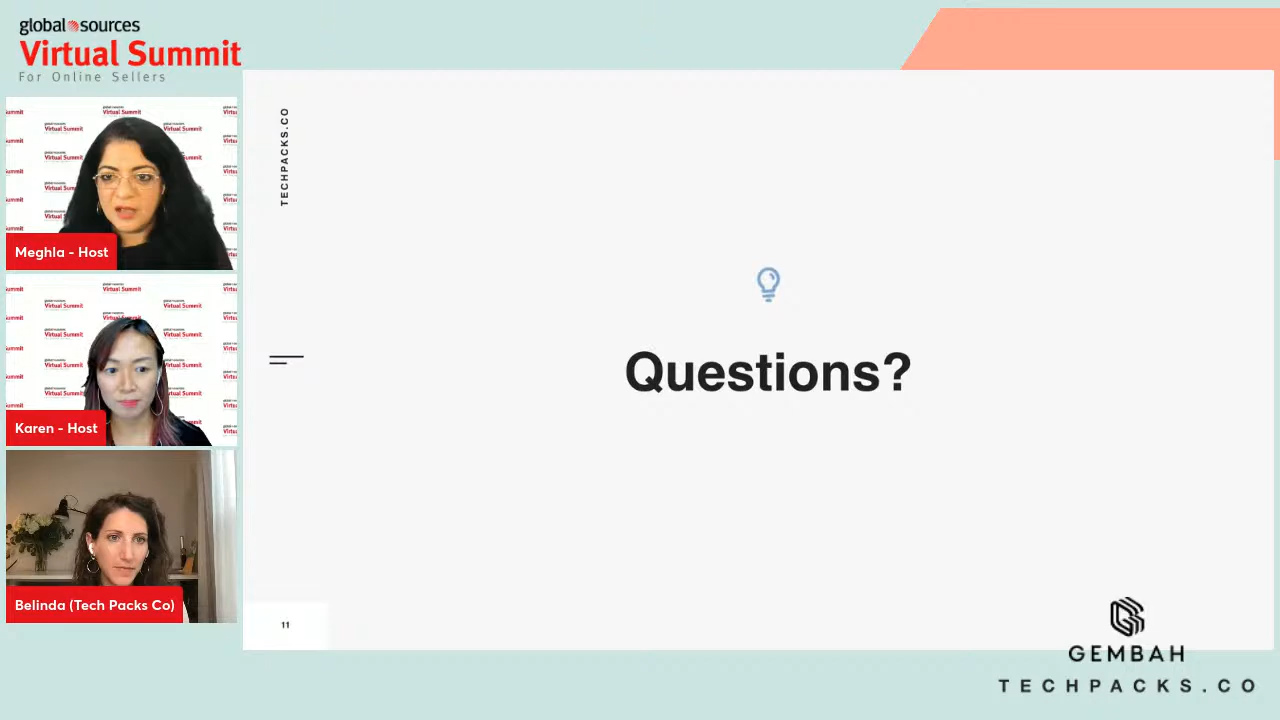 global sources
Virtual Summit
For Online Sellers
Meghla - Host
Karen - Host
Belinda (Tech Packs Co)
TECHPACKS.CO
Questions?
11
GEMBAH
TECHPACKS.CO